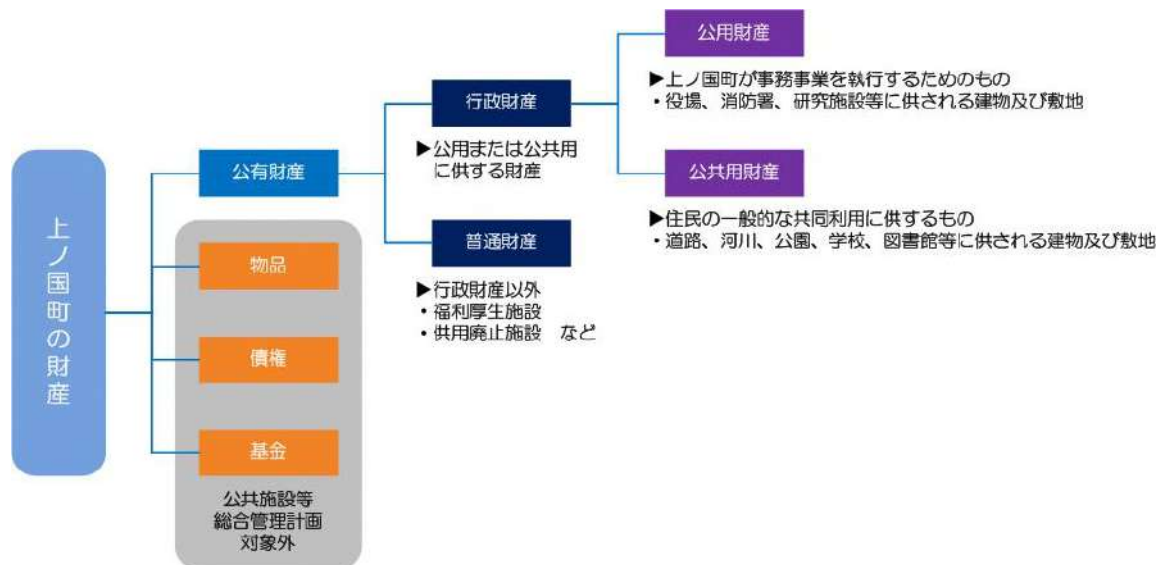 上ノ国町の財産
公有財産
物品
債権
基金
公共施設等
総合管理計画
対象外
行政財産
▶公用または公共用
に供する財産
普通財産
▶行政財産以外
・福利厚生施設
・供用廃止施設　など
公用財産
▶上ノ国町が事務事業を執行するためのもの
・役場、消防署、研究施設等に供される建物及び敷地
公共用財産
▶住民の一般的な共同利用に供するもの
・道路、河川、公園、学校、図書館等に供される建物及び敷地